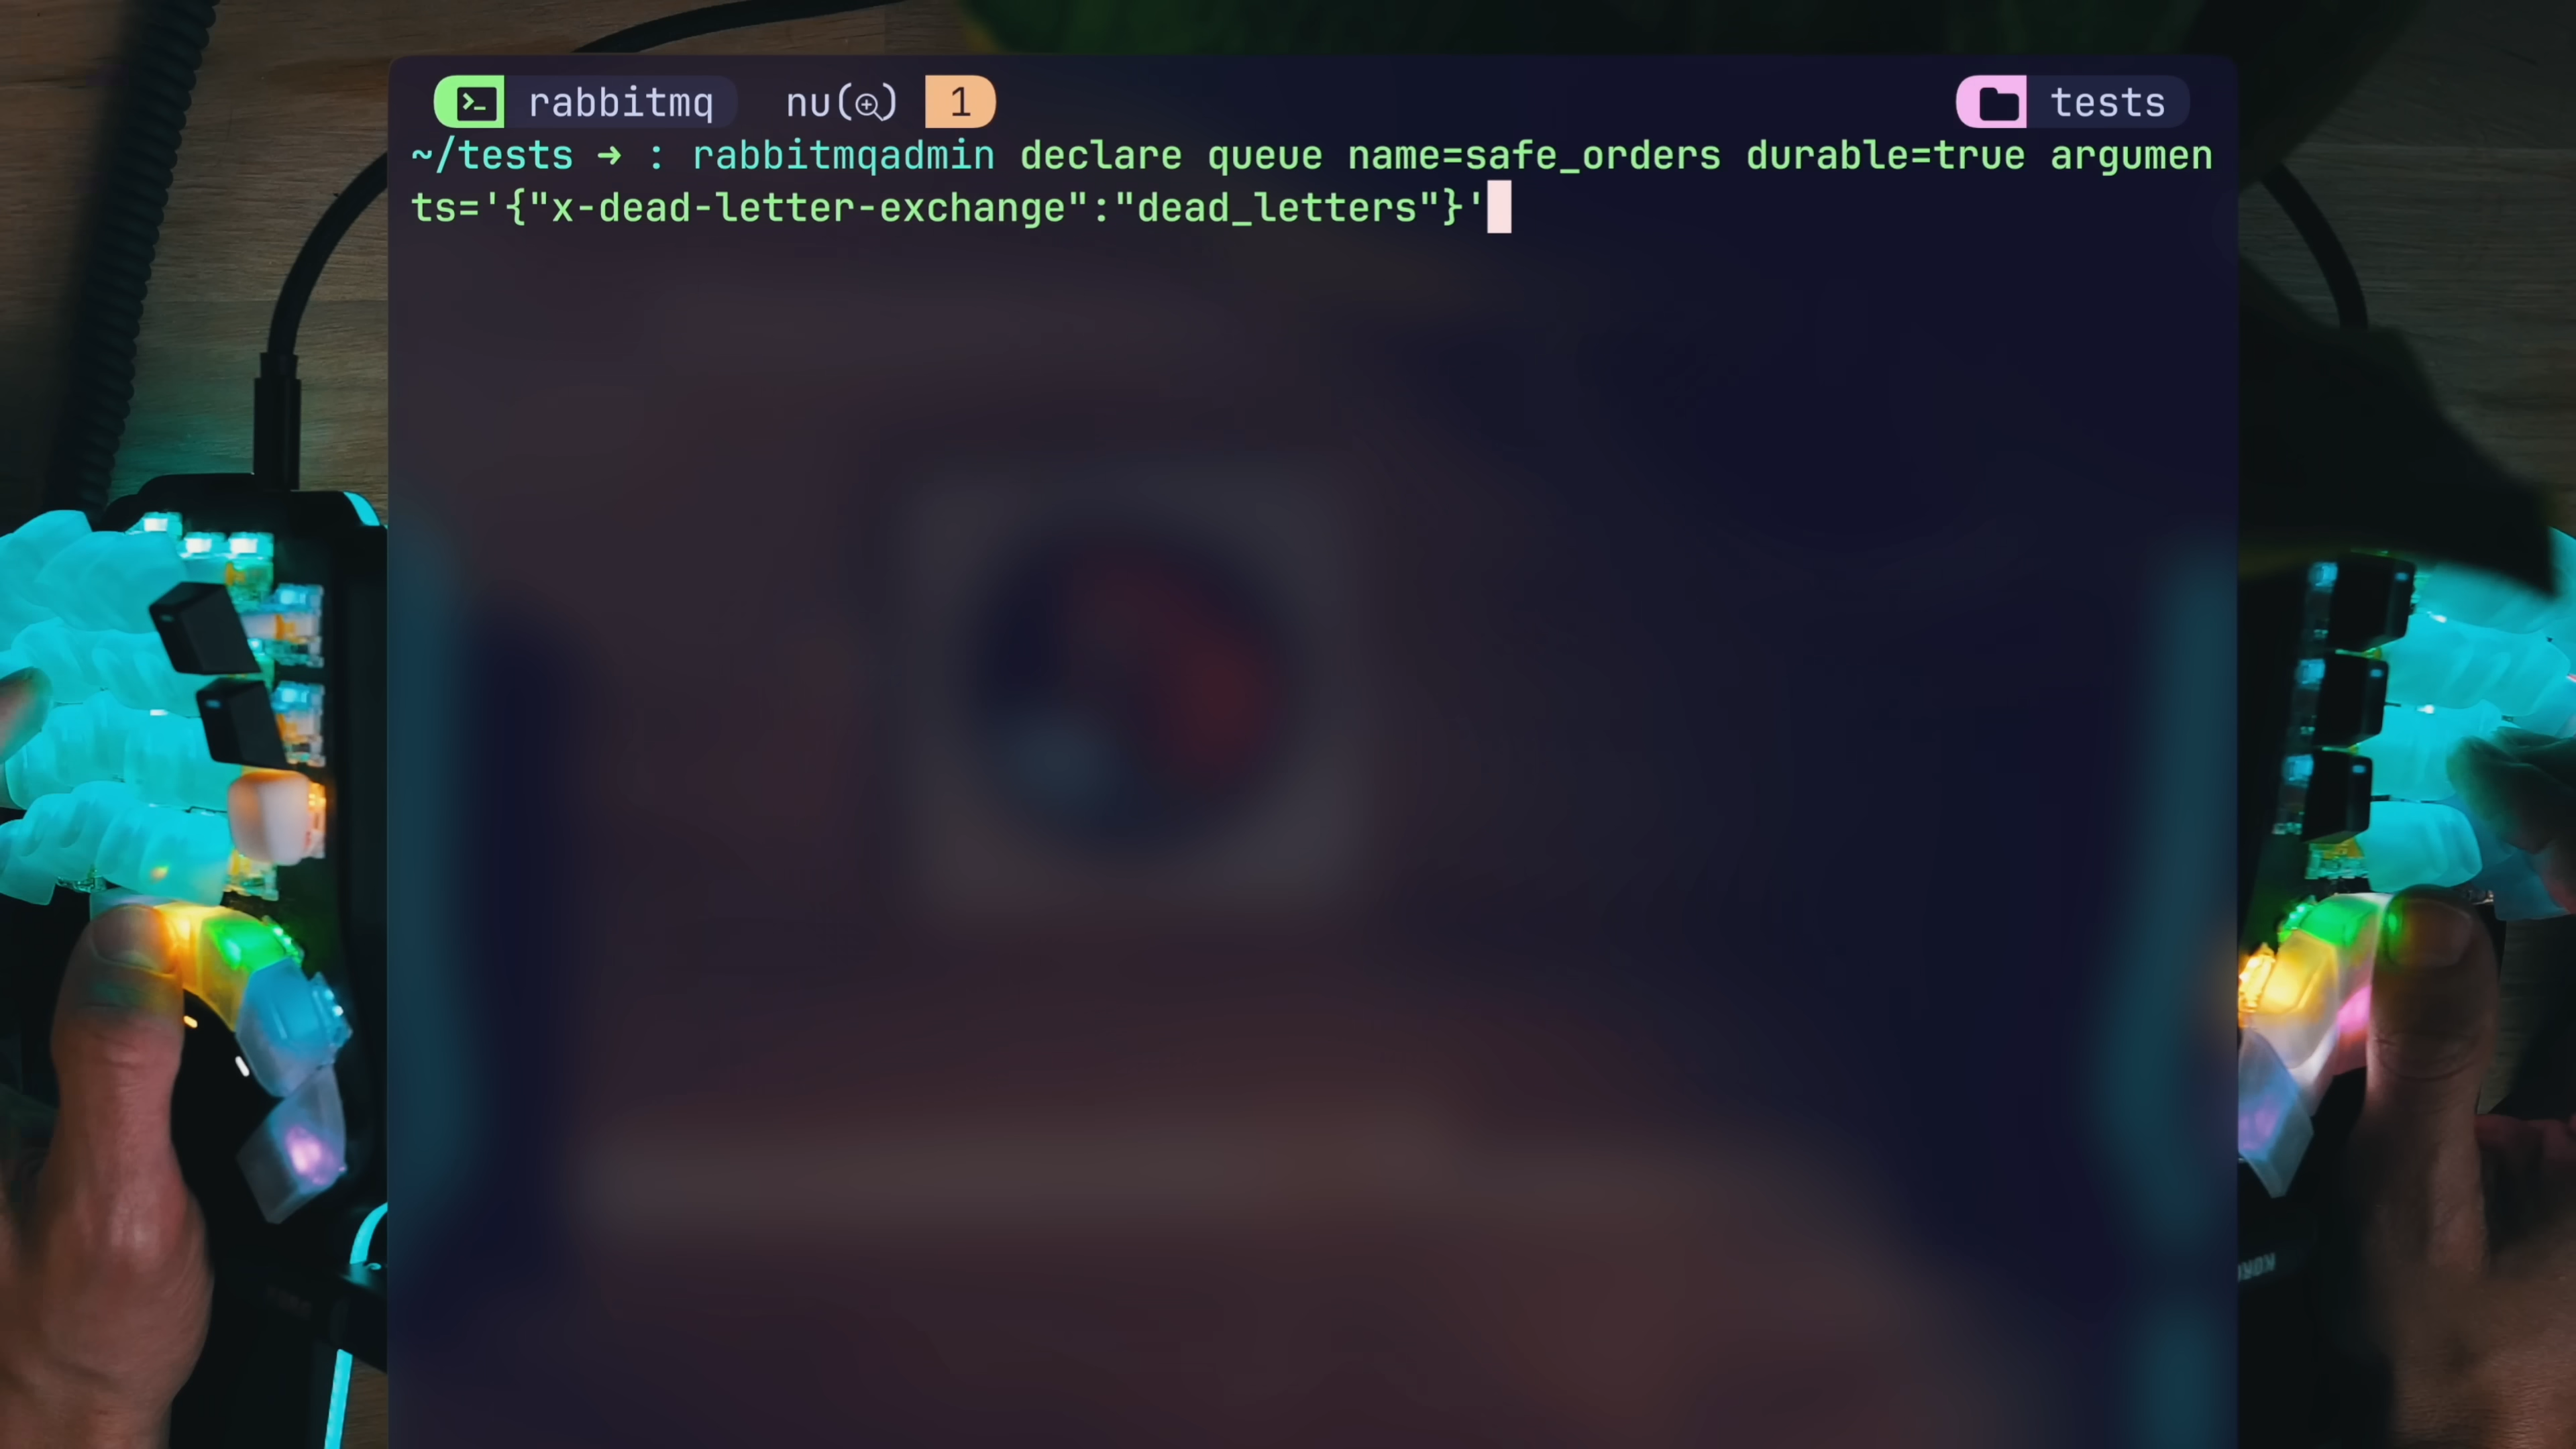 rabbitmq nu() 1 tests
~/tests → : rabbitmqadmin declare queue name=safe_orders durable=true argumen
ts='{"x-dead-letter-exchange":"dead_letters"}'